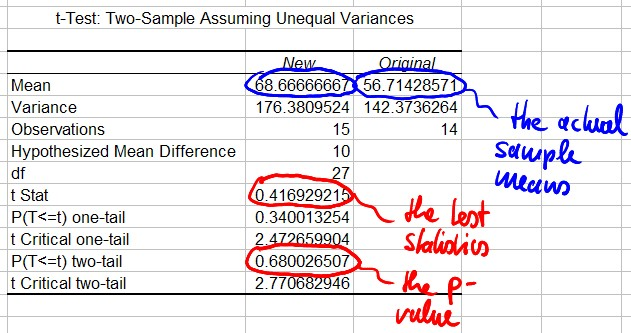 t-Test: Two-Sample Assuming Unequal Variances
New Original
Mean 68.66666667 56.71428571
Variance 176.3809524 142.3736264
Observations 15 14
Hypothesized Mean Difference 10
df 27
t Stat 0.416929215
P(T<=t) one-tail 0.340013254
t Critical one-tail 2.472659904
P(T<=t) two-tail 0.680026507
t Critical two-tail 2.770682946
the actual
sample
means
the test
statistics
the p-
value